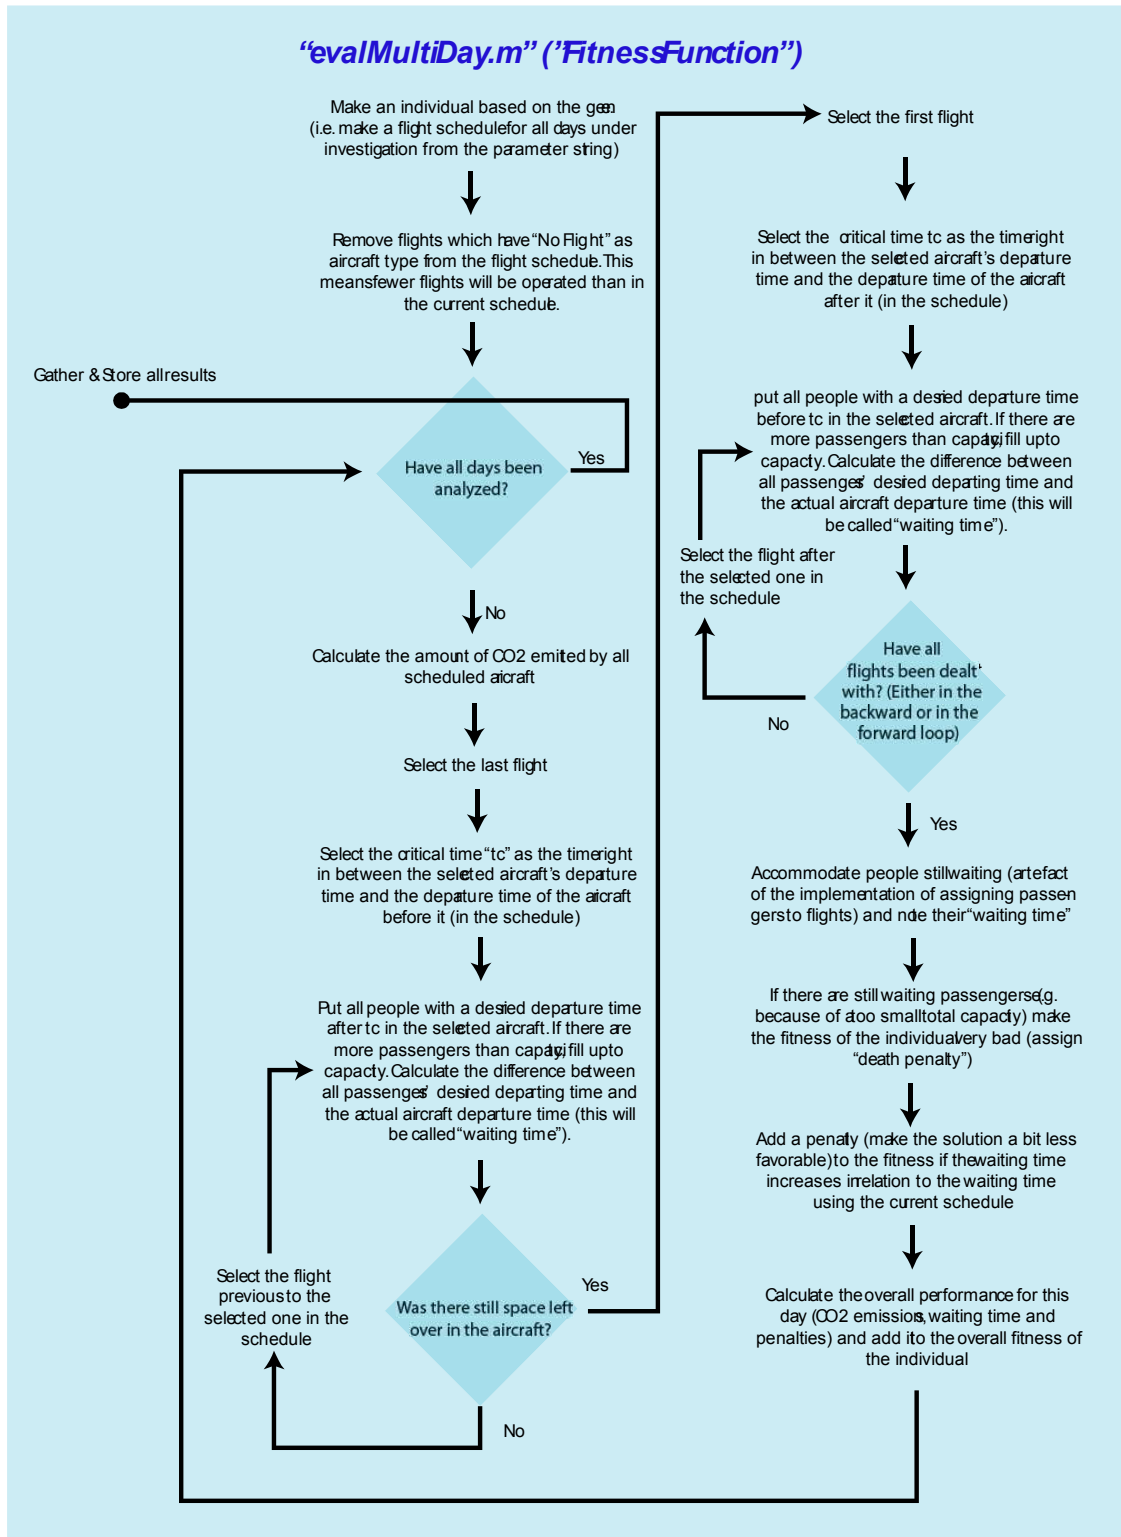 “evalMultiDay.m” (”FitnessFunction”)
Make an individual based on the gen.
(i.e. make a flight schedule for all days under
investigation from the parameter string)
Remove flights which have “No Flight” as
aircraft type from the flight schedule. This
means fewer flights will be operated than in
the current schedule.
Gather & Store all results
Have all days been
analyzed?
Yes
No
Calculate the amount of CO2 emitted by all
scheduled aircraft
Select the last flight
Select the critical time “tc” as the time right
in between the selected aircraft’s departure
time and the departure time of the aircraft
before it (in the schedule)
Put all people with a desried departure time
after tc in the selected aircraft. If there are
more passengers than capacity, fill up to
capacty. Calculate the difference between
all passenges’ desired departing time and
the actual aircraft departure time (this will
be called “waiting time”).
Select the flight
previous to the
selected one in the
schedule
Was there still space left
over in the aircraft?
Yes
No
Select the first flight
Select the critical time tc as the time right
in between the selected aircraft’s departure
time and the departure time of the aircraft
after it (in the schedule)
put all people with a desried departure time
before tc in the selected aircraft. If there are
more passengers than capacity, fill up to
capacty. Calculate the difference between
all passenges’ desired departing time and
the actual aircraft departure time (this will
be called “waiting time”).
Select the flight after
the selected one in
the schedule
Have all
flights been dealt
with? (Either in the
backward or in the
forward loop)
No
Yes
Accommodate people still waiting (artefact
of the implementation of assigning passen-
gers to flights) and note their “waiting time”
If there are still waiting passengers (e.g.
because of a too small total capacity) make
the fitness of the individual very bad (assign
“death penalty”)
Add a penalty (make the solution a bit less
favorable) to the fitness if the waiting time
increases in relation to the waiting time
using the current schedule
Calculate the overall performance for this
day (CO2 emissions, waiting time and
penalties) and add it to the overall fitness of
the individual